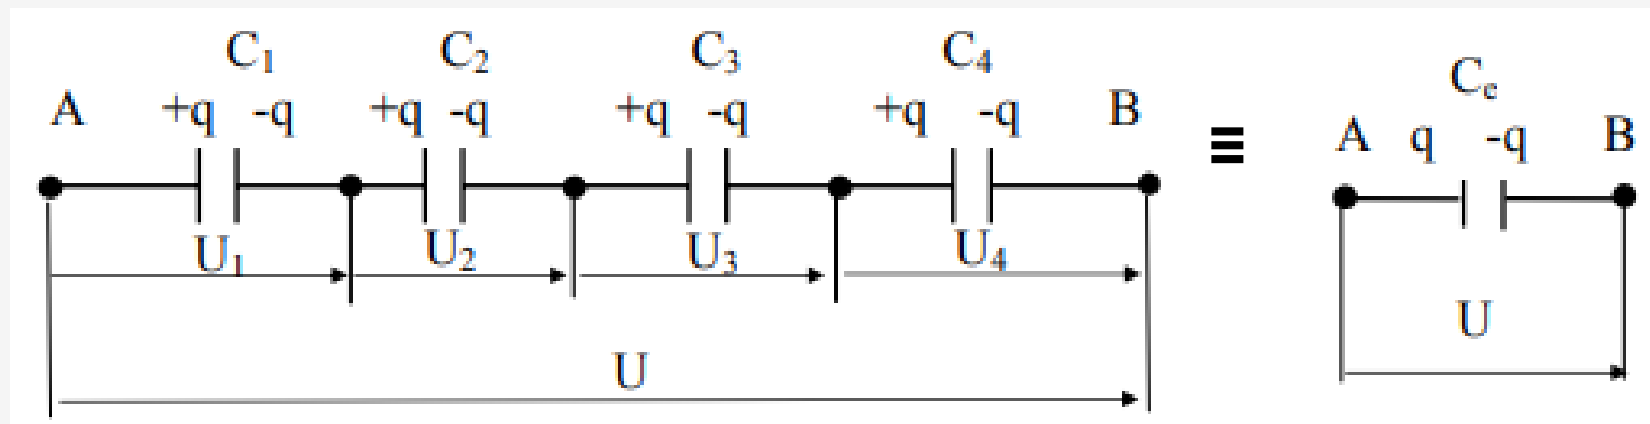 C₁ C₂ C₃ C₄
Cₑ
A +q -q +q -q +q -q +q -q B
≡
A q -q B
U₁ U₂ U₃ U₄
U
U